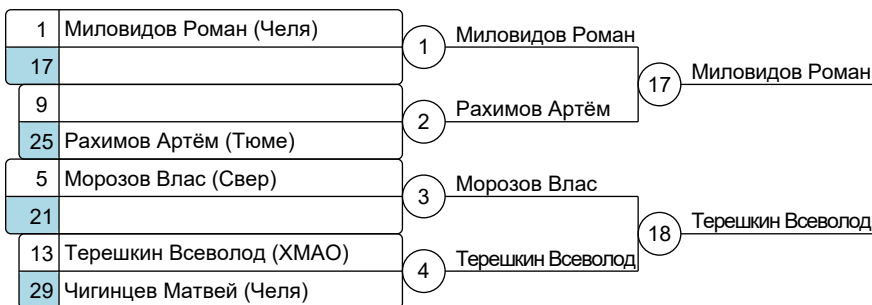 1 Миловидов Роман (Челя)
17
9
25 Рахимов Артём (Тюме)
5 Морозов Влас (Свер)
21
13 Терешкин Всеволод (ХМАО)
29 Чигинцев Матвей (Челя)
1 Миловидов Роман
2 Рахимов Артём
3 Морозов Влас
4 Терешкин Всеволод
17 Миловидов Роман
18 Терешкин Всеволод